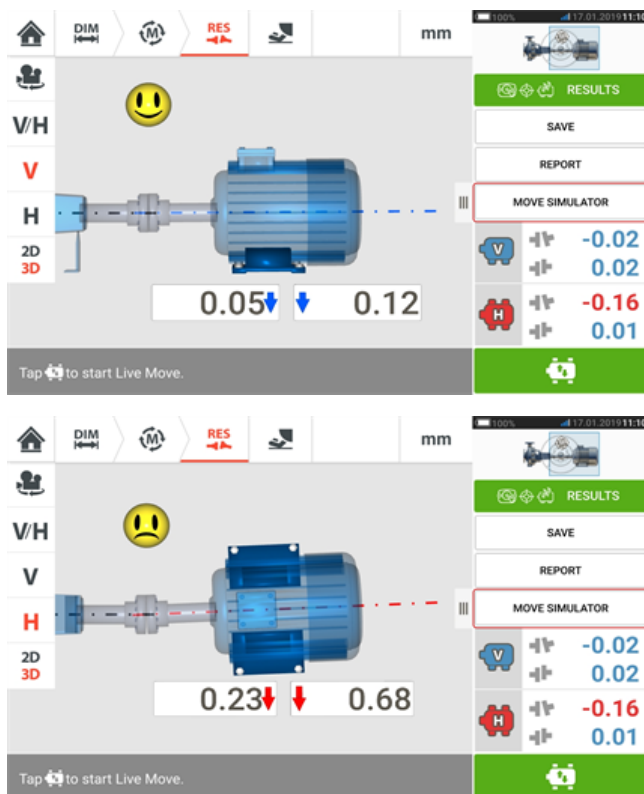 DIM
M
RES
mm
100%
17.01.2019 11:10
RESULTS
V/H
SAVE
V
REPORT
H
MOVE SIMULATOR
2D
3D
V
-0.02
0.02
0.05
0.12
H
-0.16
0.01
Tap to start Live Move.
DIM
M
RES
mm
100%
17.01.2019 11:10
RESULTS
V/H
SAVE
V
REPORT
H
MOVE SIMULATOR
2D
3D
V
-0.02
0.02
0.23
0.68
H
-0.16
0.01
Tap to start Live Move.